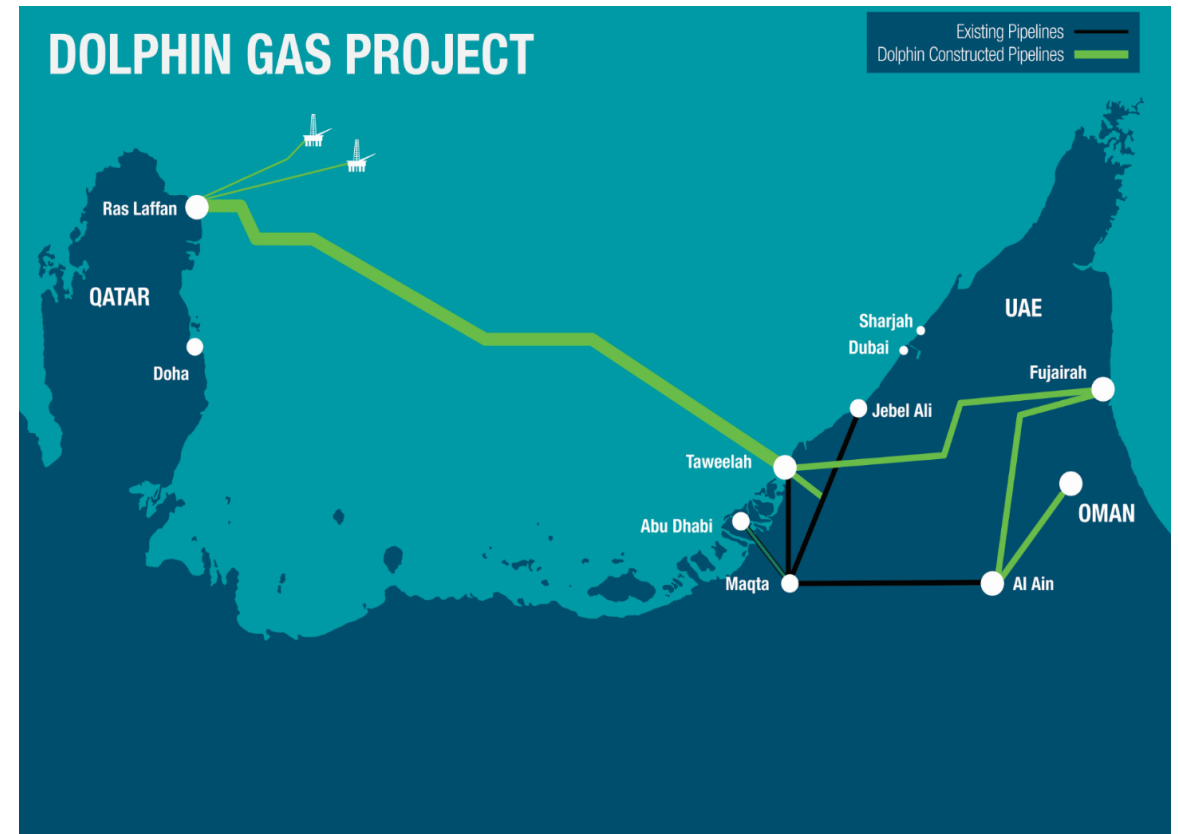 DOLPHIN GAS PROJECT
Existing Pipelines
Dolphin Constructed Pipelines
Ras Laffan
QATAR
Doha
UAE
Sharjah
Dubai
Fujairah
Jebel Ali
Taweelah
OMAN
Abu Dhabi
Maqta
Al Ain